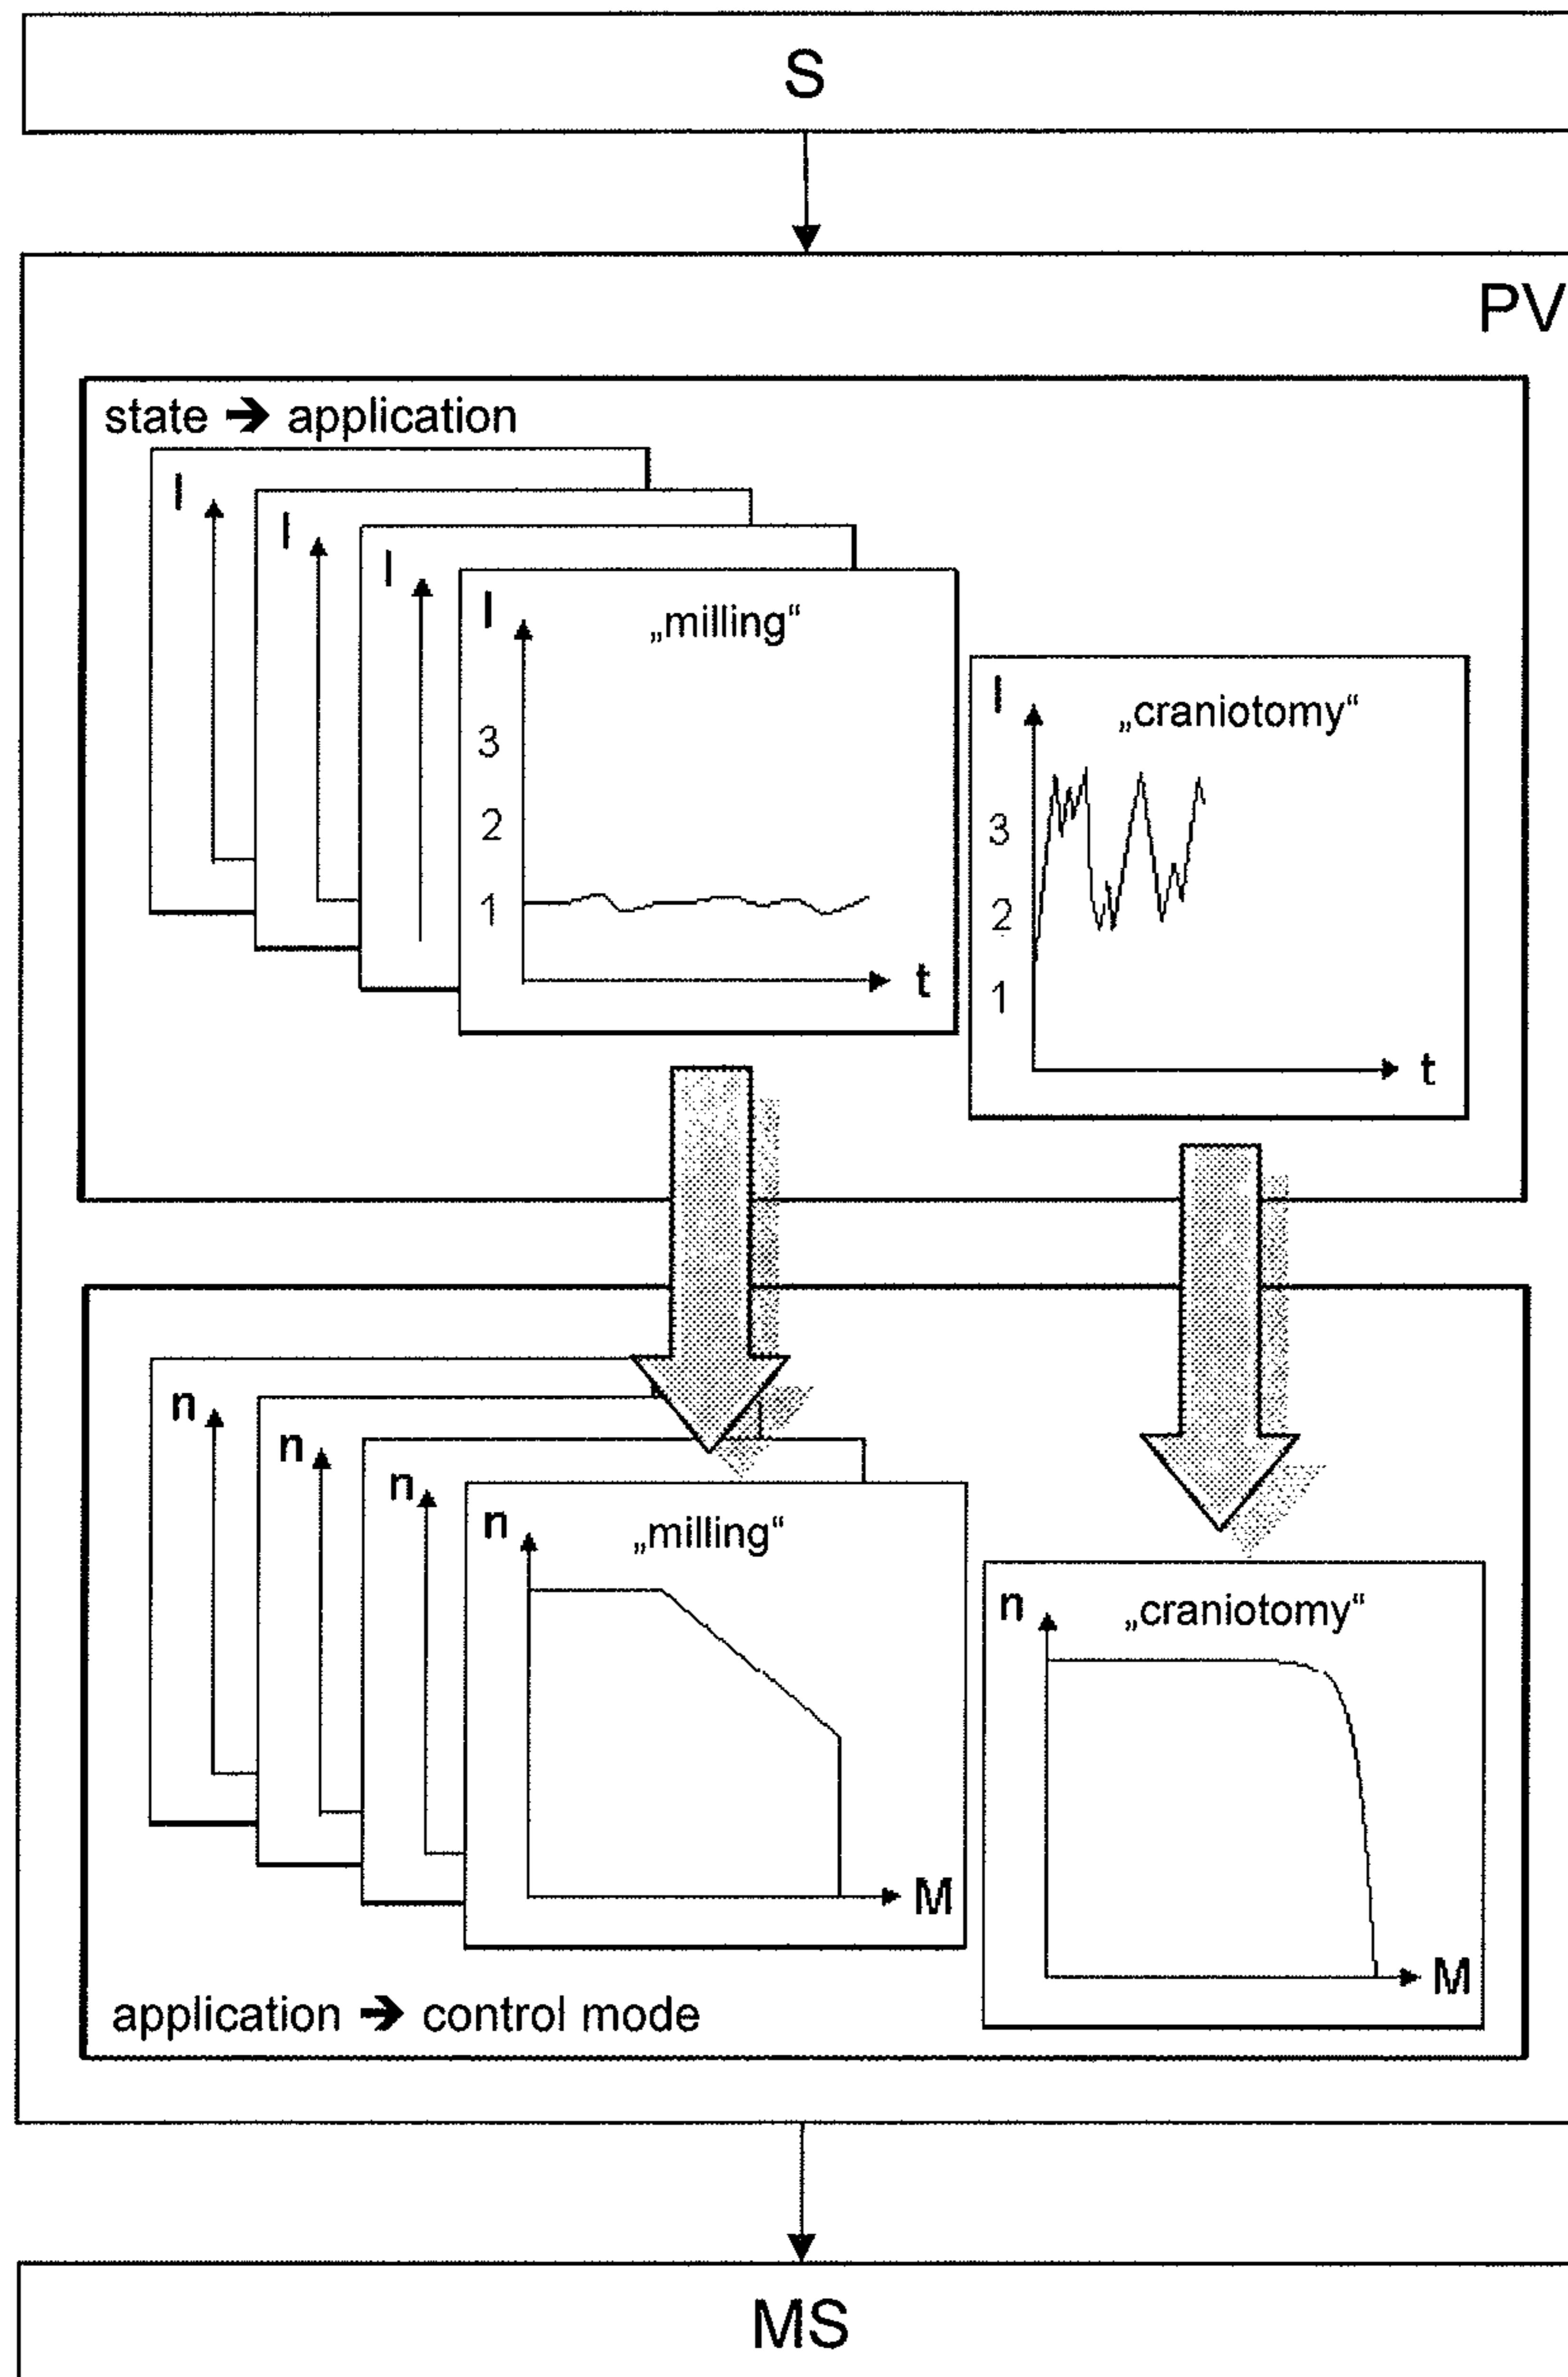 S
PV
state ➔ application
I
I
I
I
„milling“
3
2
1
t
I
„craniotomy“
3
2
1
t
n
n
n
n
„milling“
M
n
„craniotomy“
M
application ➔ control mode
MS